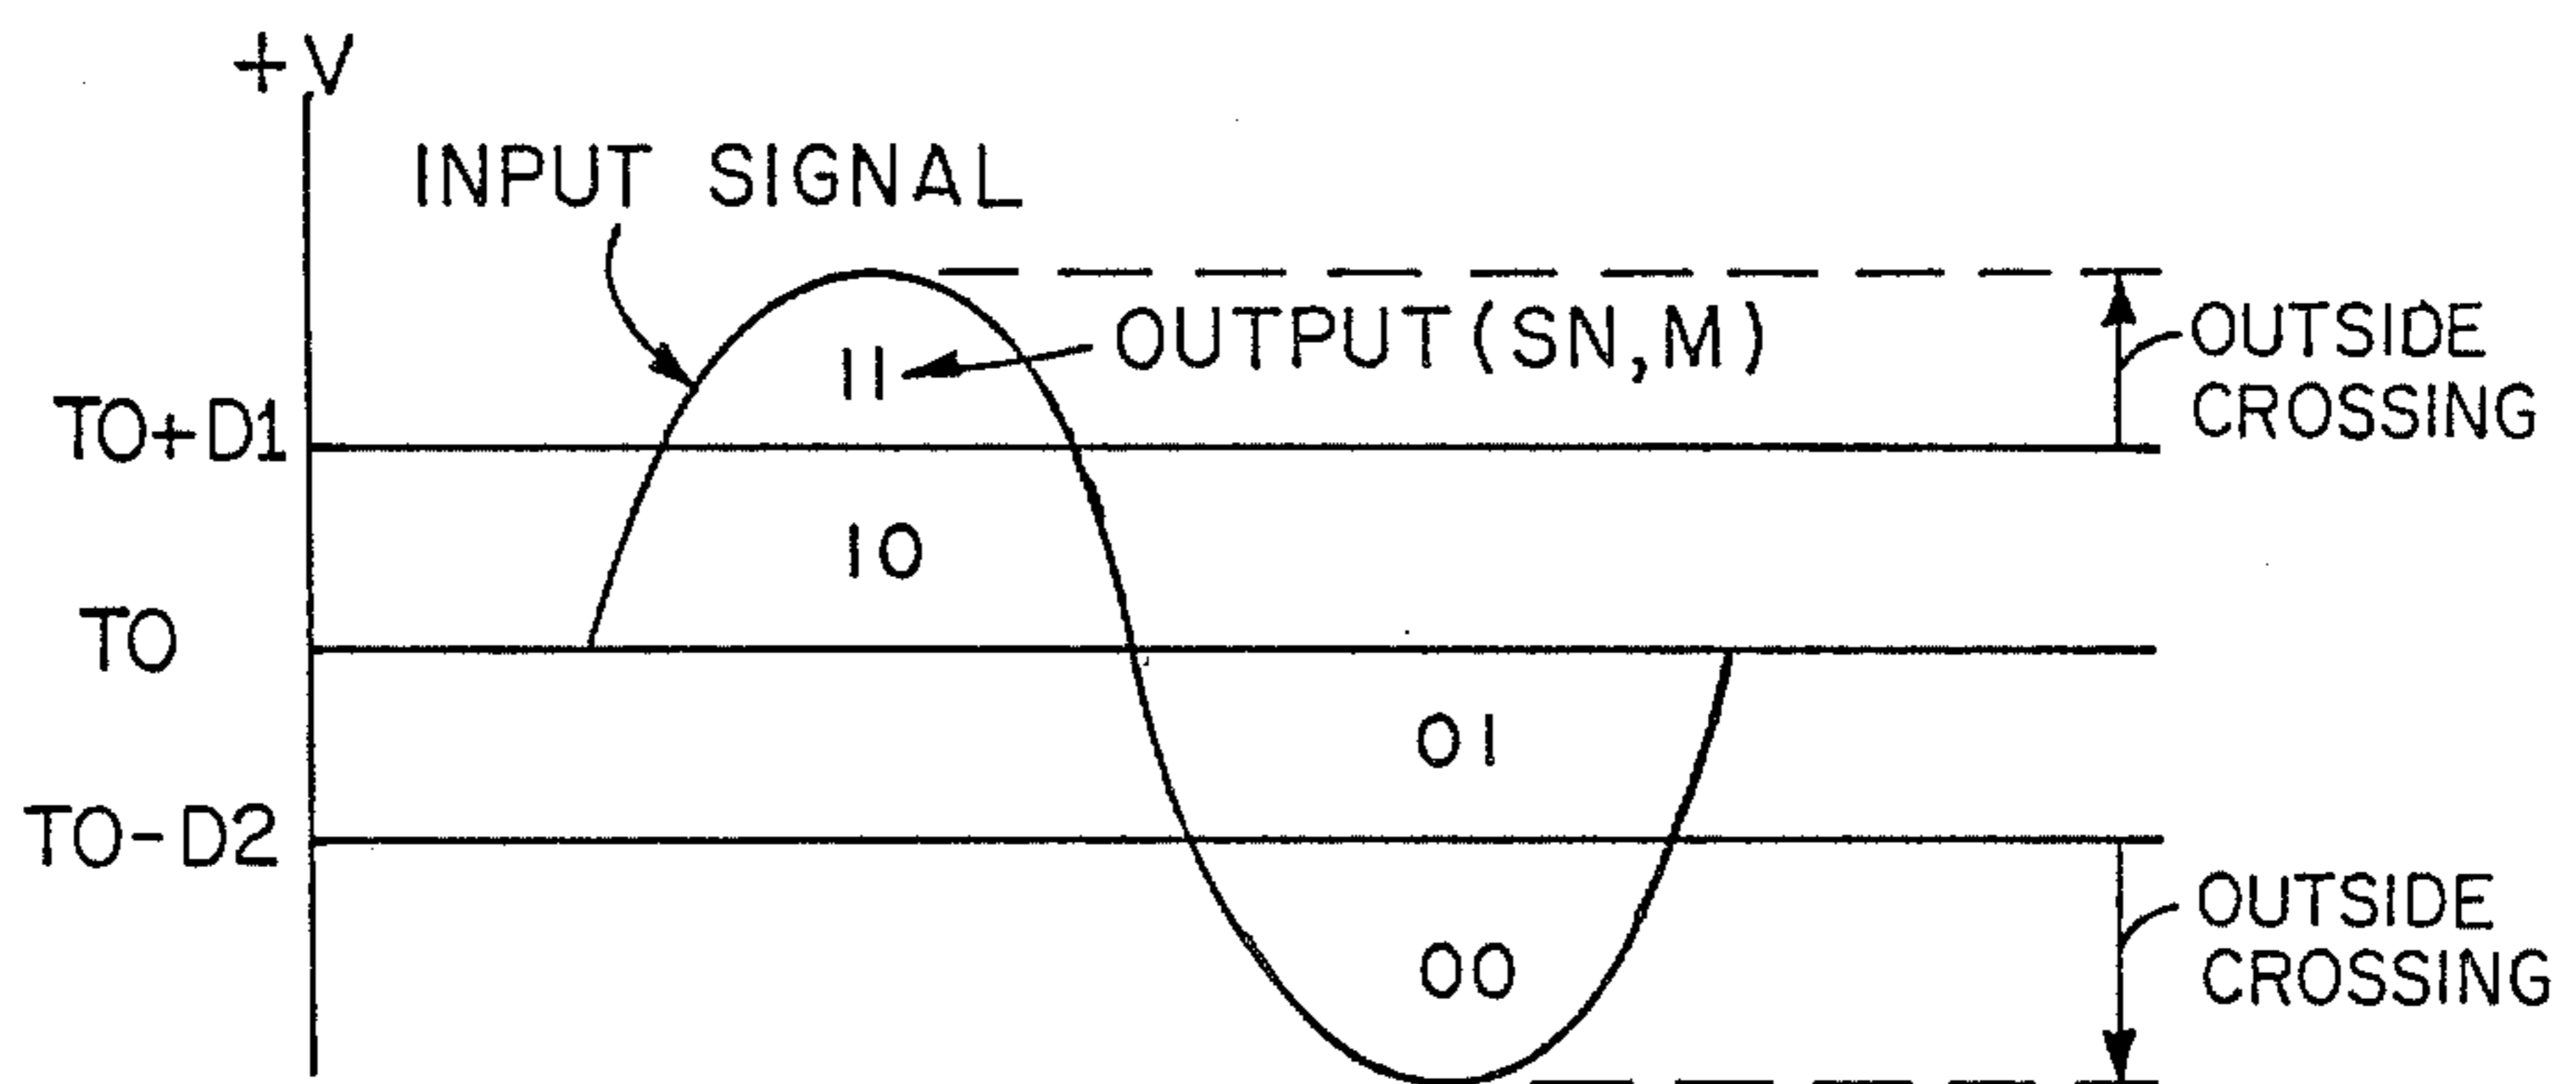 +V
INPUT SIGNAL
11
OUTPUT(SN,M)
OUTSIDE
CROSSING
TO+D1
10
TO
01
TO-D2
OUTSIDE
CROSSING
00